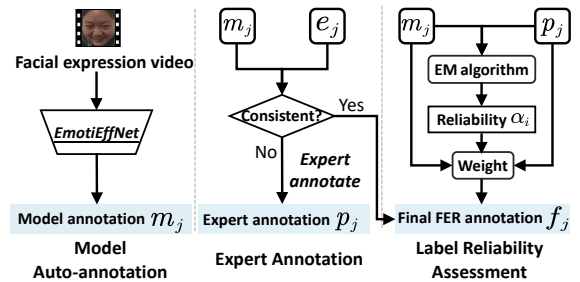 Facial expression video
EmotiEffNet
Model annotation m_j
Model
Auto-annotation
m_j e_j
Consistent?
Yes
No
Expert
annotate
Expert annotation p_j
Expert Annotation
m_j p_j
EM algorithm
Reliability α_i
Weight
Final FER annotation f_j
Label Reliability
Assessment